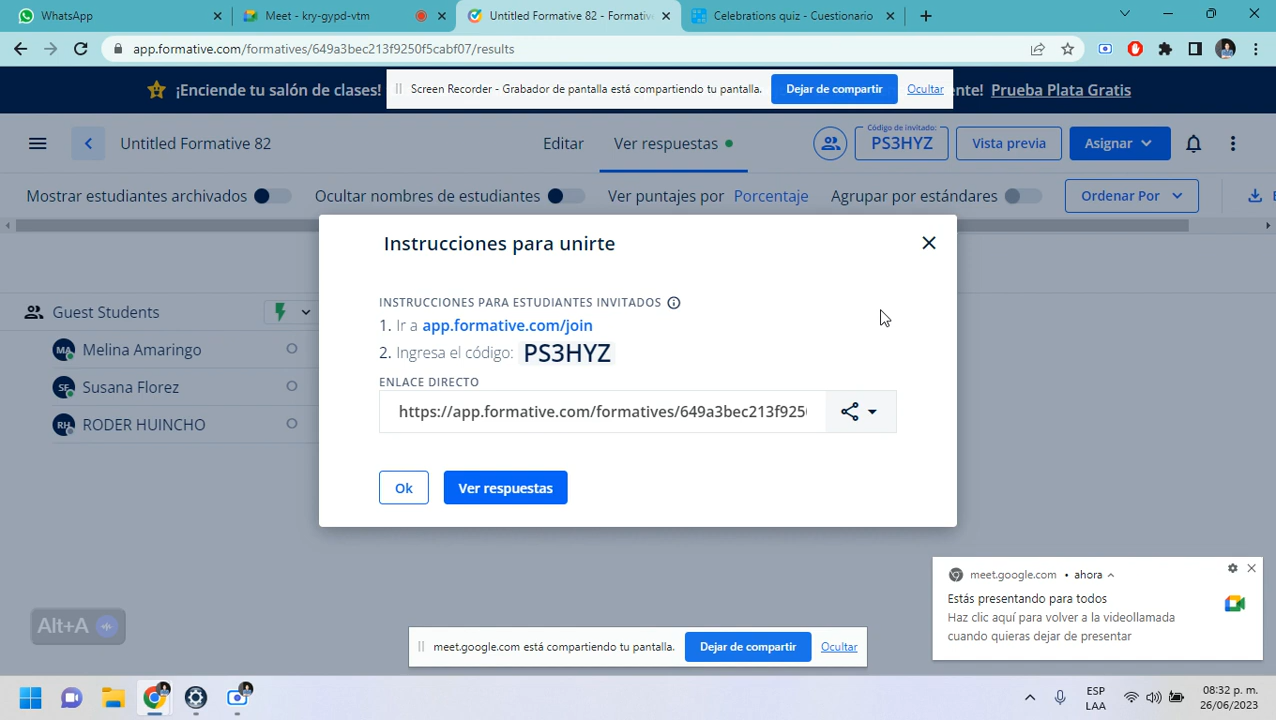 WhatsApp
Meet - kry-gypd-vtm
Untitled Formative 82 - Formativ
Celebrations quiz - Cuestionario
app.formative.com/formatives/649a3bec213f9250f5cabf07/results
¡Enciende tu salón de clases!
Screen Recorder - Grabador de pantalla está compartiendo tu pantalla.
Dejar de compartir
Ocultar
ente!
Prueba Plata Gratis
Untitled Formative 82
Editar
Ver respuestas
Código de invitado:
PS3HYZ
Vista previa
Asignar
Mostrar estudiantes archivados
Ocultar nombres de estudiantes
Ver puntajes por
Porcentaje
Agrupar por estándares
Ordenar Por
E
Instrucciones para unirte
INSTRUCCIONES PARA ESTUDIANTES INVITADOS
1. Ir a app.formative.com/join
2. Ingresa el código: PS3HYZ
ENLACE DIRECTO
https://app.formative.com/formatives/649a3bec213f925
Ok
Ver respuestas
Guest Students
MA
Melina Amaringo
SF
Susana Florez
RH
RODER HUINCHO
meet.google.com • ahora
Estás presentando para todos
Haz clic aquí para volver a la videollamada
cuando quieras dejar de presentar
Alt+A
meet.google.com está compartiendo tu pantalla.
Dejar de compartir
Ocultar
ESP
LAA
08:32 p. m.
26/06/2023